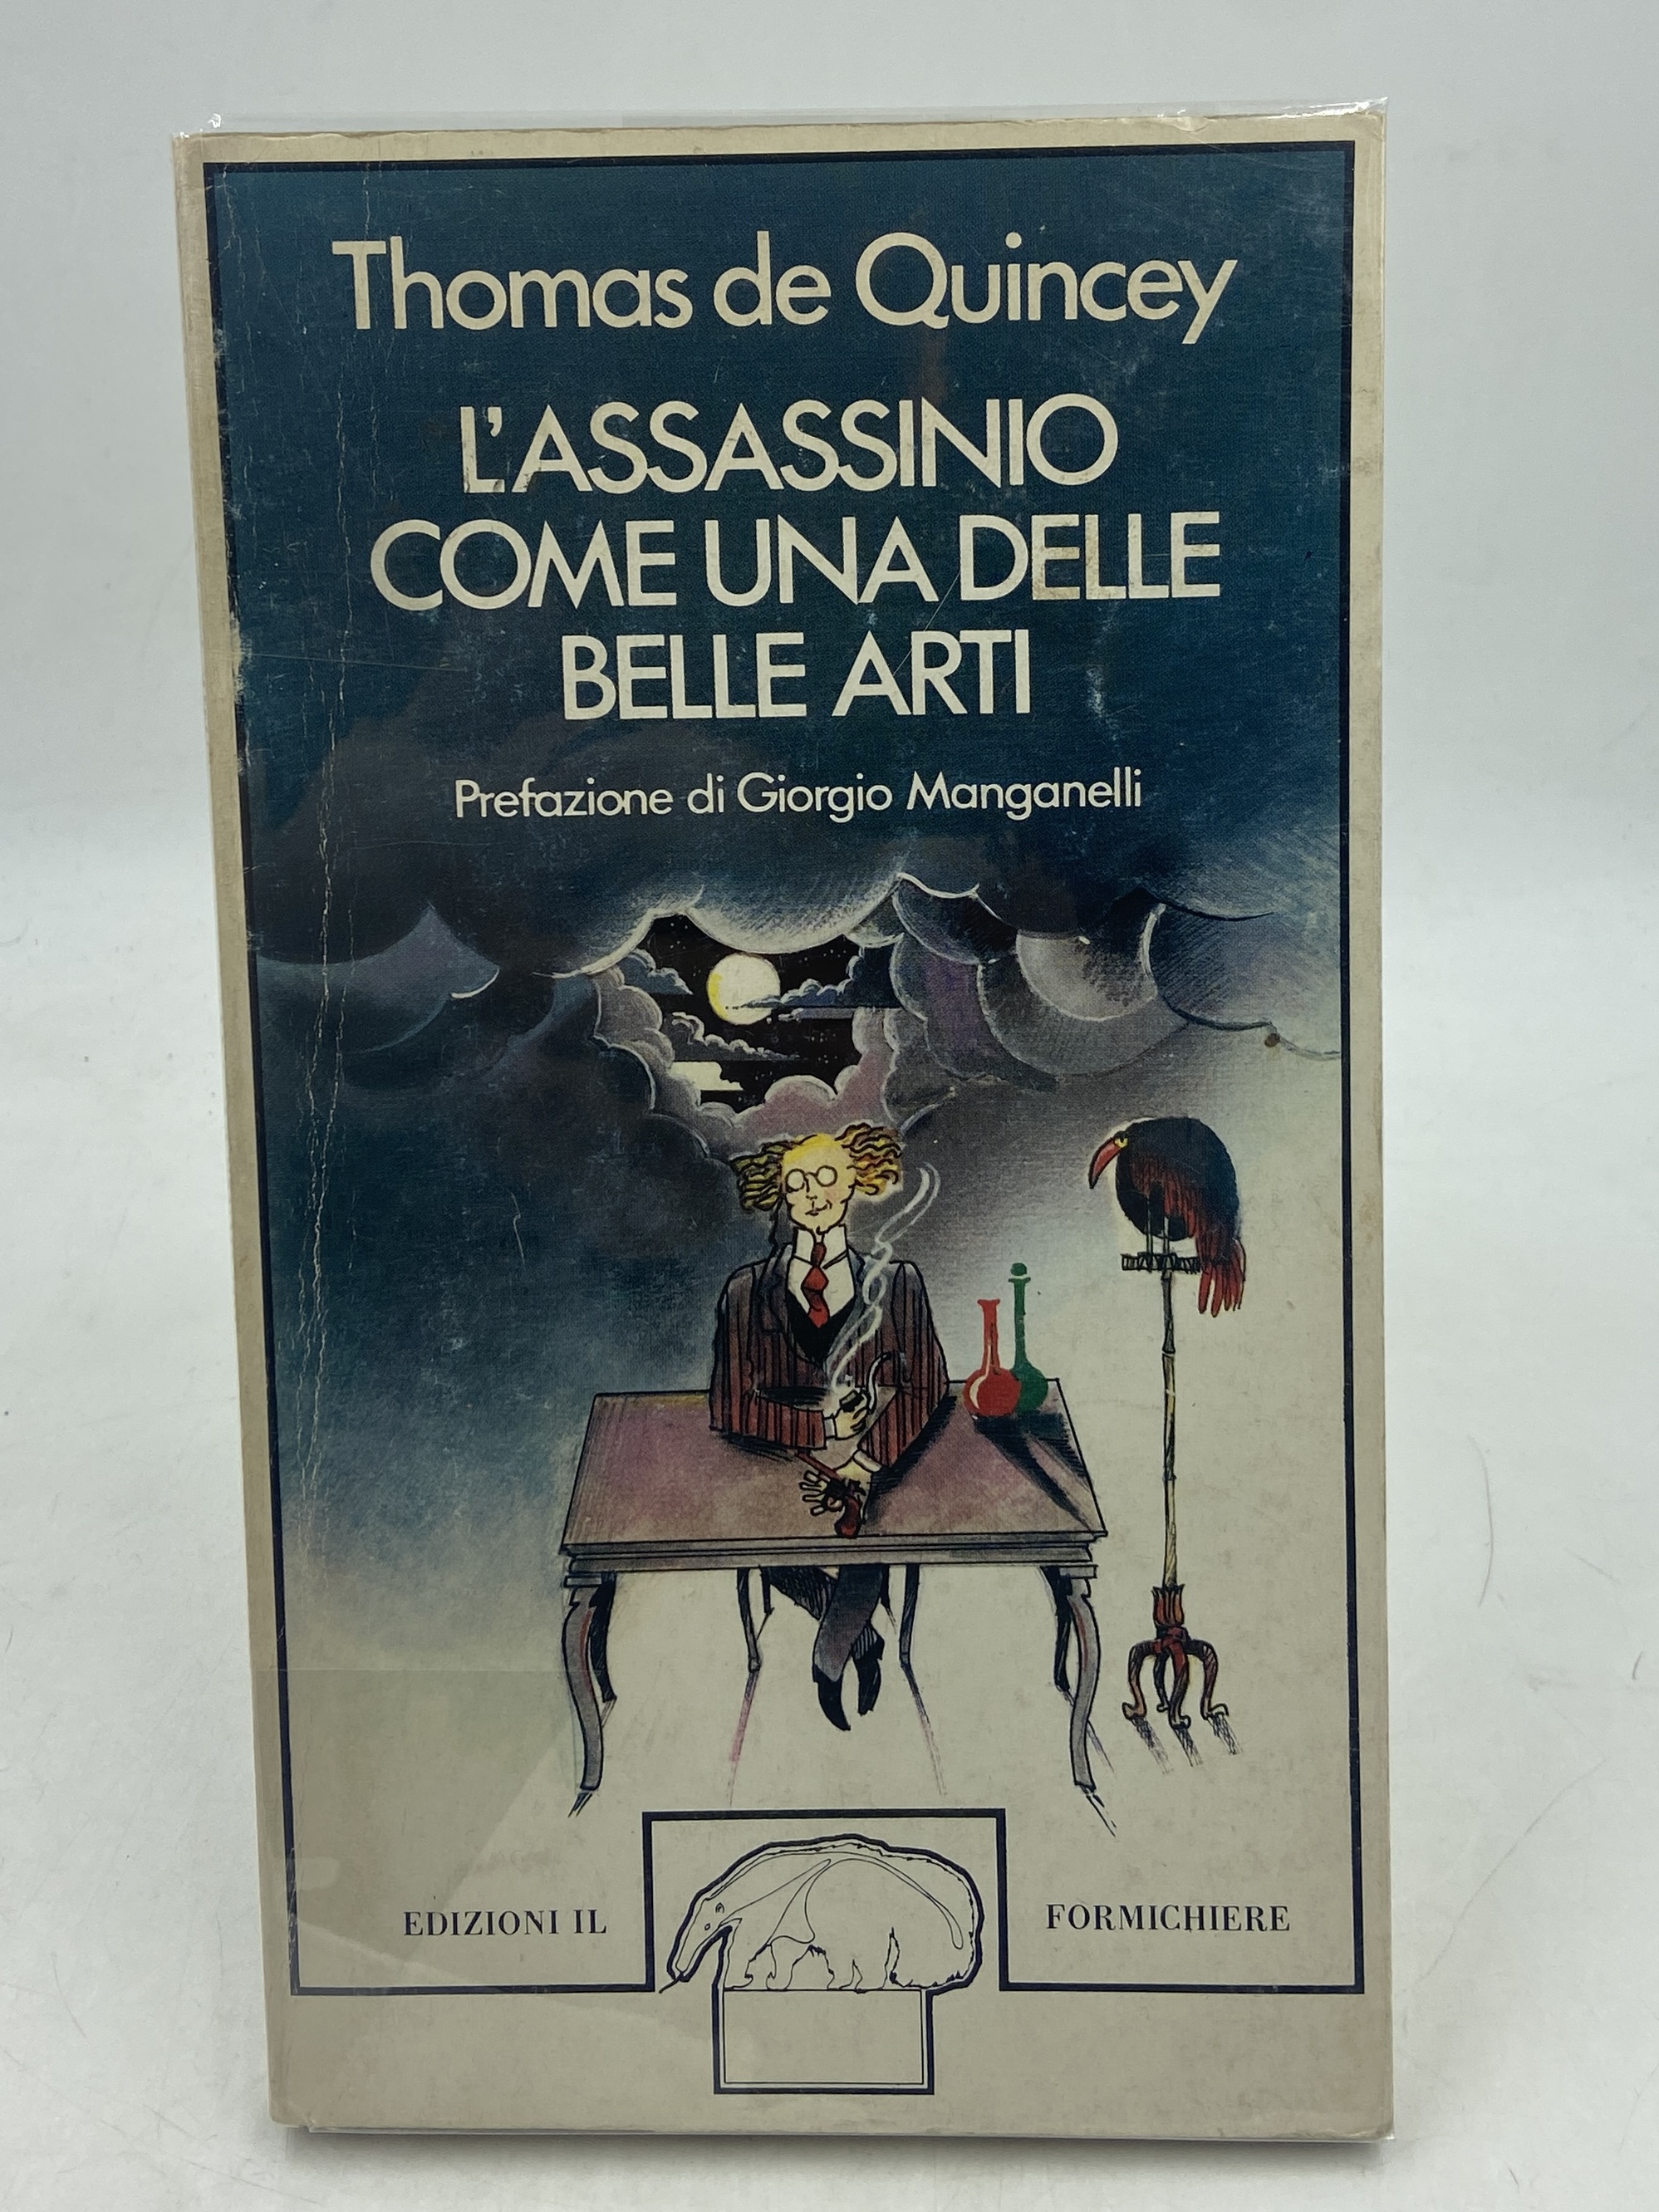 Thomas de Quincey
L'ASSASSINIO
COME UNA DELLE
BELLE ARTI
Prefazione di Giorgio Manganelli
EDIZIONI IL FORMICHIERE